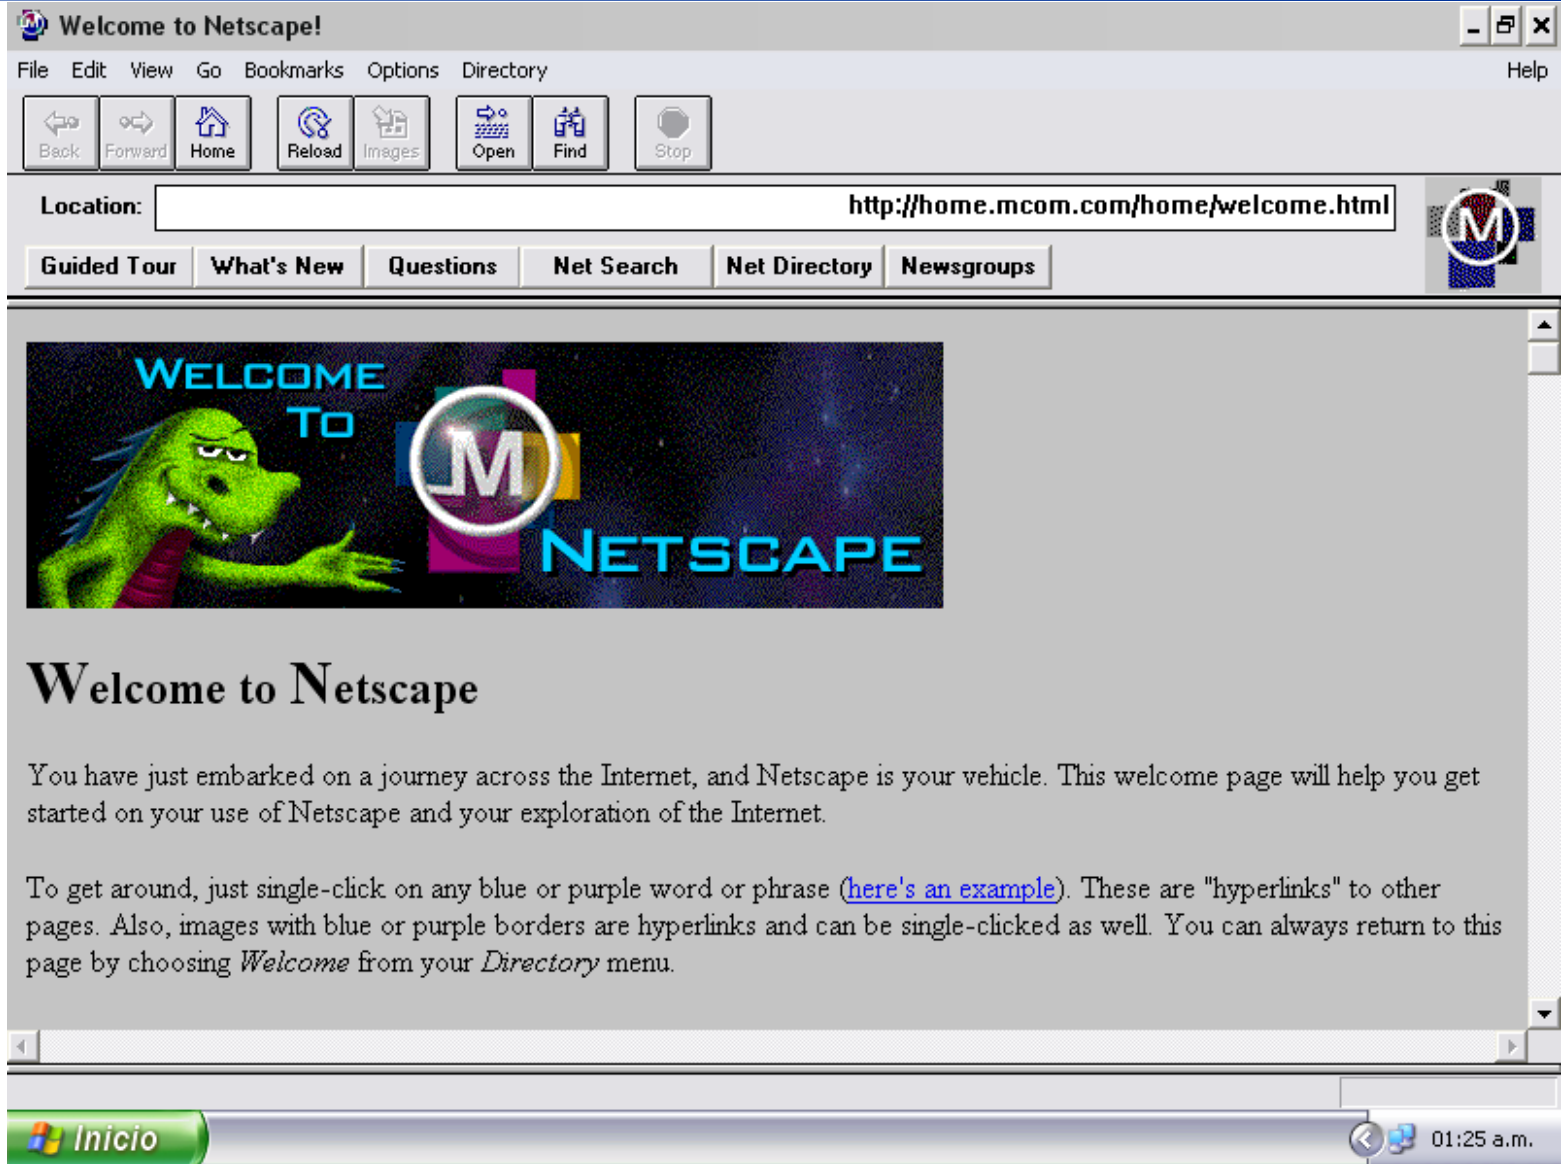 Welcome to Netscape!
File Edit View Go Bookmarks Options Directory Help
Back Forward Home Reload Images Open Find Stop
Location: http://home.mcom.com/home/welcome.html
M
Guided Tour What's New Questions Net Search Net Directory Newsgroups
WELCOME
TO
M
NETSCAPE
Welcome to Netscape
You have just embarked on a journey across the Internet, and Netscape is your vehicle. This welcome page will help you get
started on your use of Netscape and your exploration of the Internet.
To get around, just single-click on any blue or purple word or phrase (here's an example). These are "hyperlinks" to other
pages. Also, images with blue or purple borders are hyperlinks and can be single-clicked as well. You can always return to this
page by choosing Welcome from your Directory menu.
Inicio 01:25 a.m.